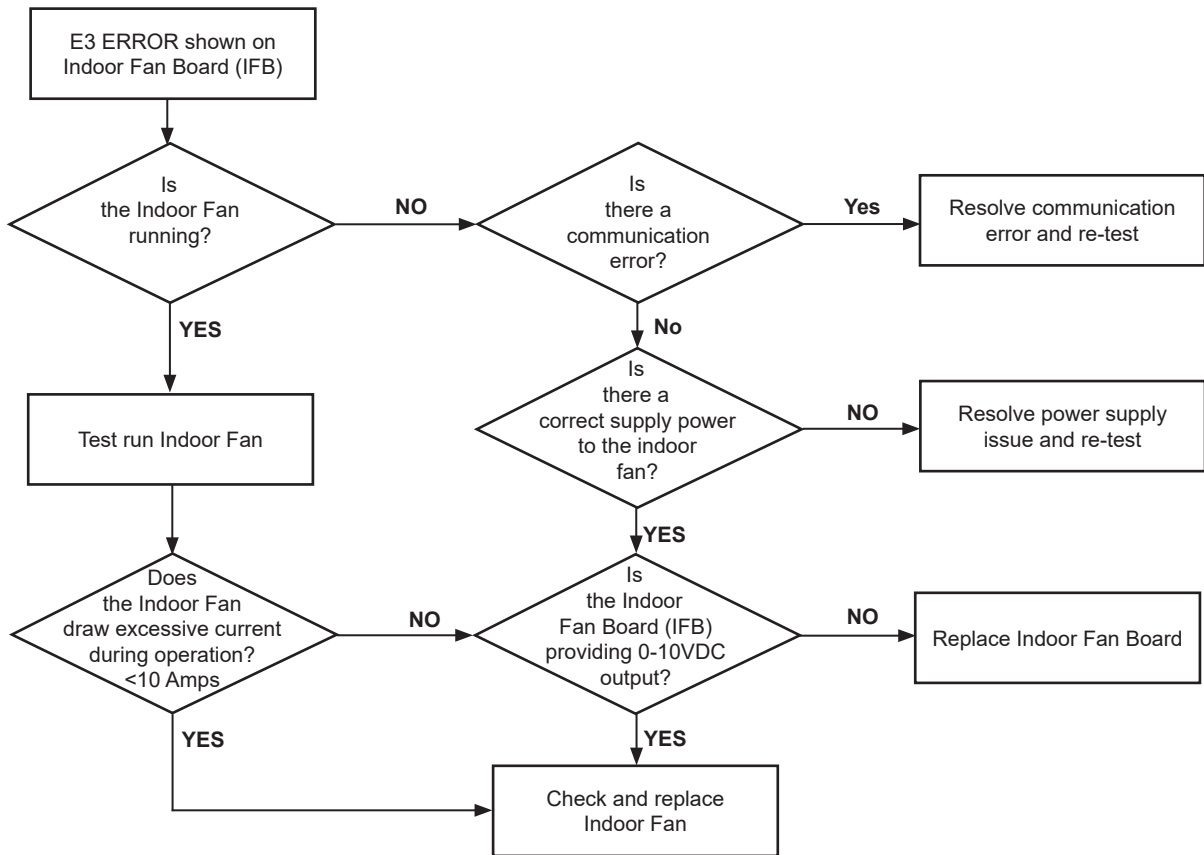 E3 ERROR shown on
Indoor Fan Board (IFB)
Is
the Indoor Fan
running?
NO
Is
there a
communication
error?
Yes
Resolve communication
error and re-test
YES
No
Test run Indoor Fan
Is
there a
correct supply power
to the indoor
fan?
NO
Resolve power supply
issue and re-test
YES
Does
the Indoor Fan
draw excessive current
during operation?
<10 Amps
NO
Is
the Indoor
Fan Board (IFB)
providing 0-10VDC
output?
NO
Replace Indoor Fan Board
YES
YES
Check and replace
Indoor Fan